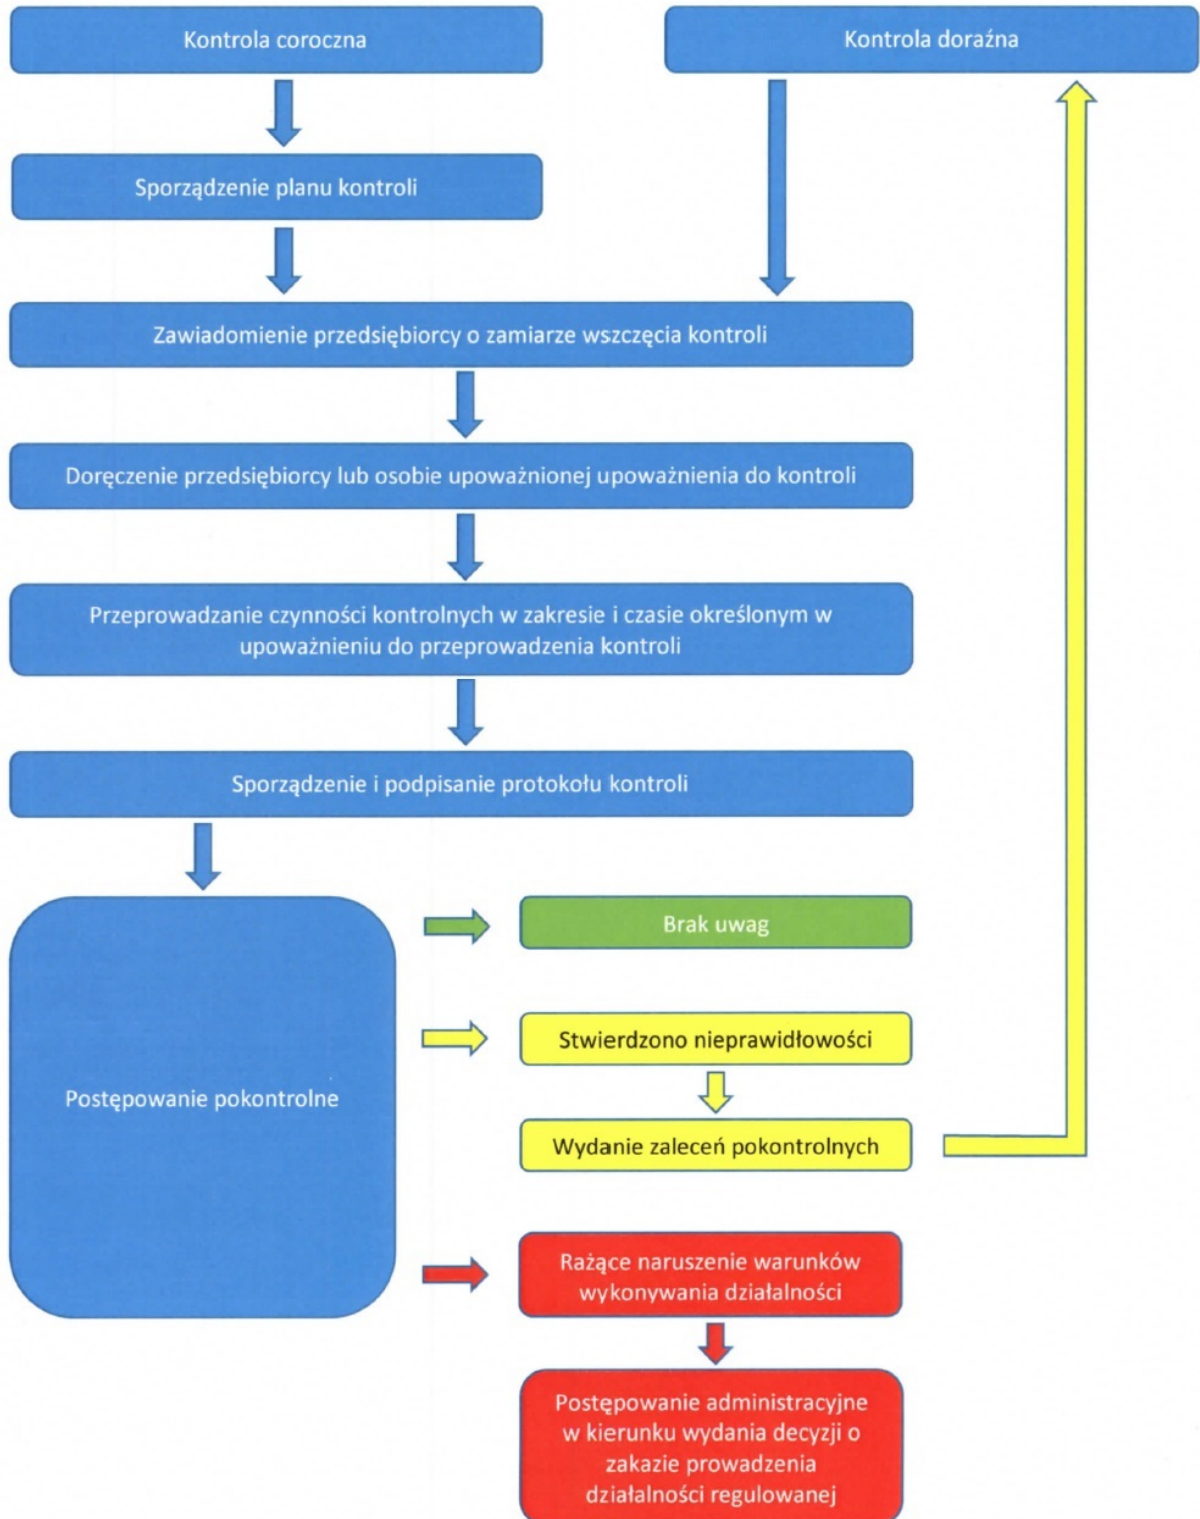 Kontrola coroczna
Kontrola doraźna
Sporządzenie planu kontroli
Zawiadomienie przedsiębiorcy o zamiarze wszczęcia kontroli
Doręczenie przedsiębiorcy lub osobie upoważnionej upoważnienia do kontroli
Przeprowadzanie czynności kontrolnych w zakresie i czasie określonym w
upoważnieniu do przeprowadzenia kontroli
Sporządzenie i podpisanie protokołu kontroli
Postępowanie pokontrolne
Brak uwag
Stwierdzono nieprawidłowości
Wydanie zaleceń pokontrolnych
Rażące naruszenie warunków
wykonywania działalności
Postępowanie administracyjne
w kierunku wydania decyzji o
zakazie prowadzenia
działalności regulowanej